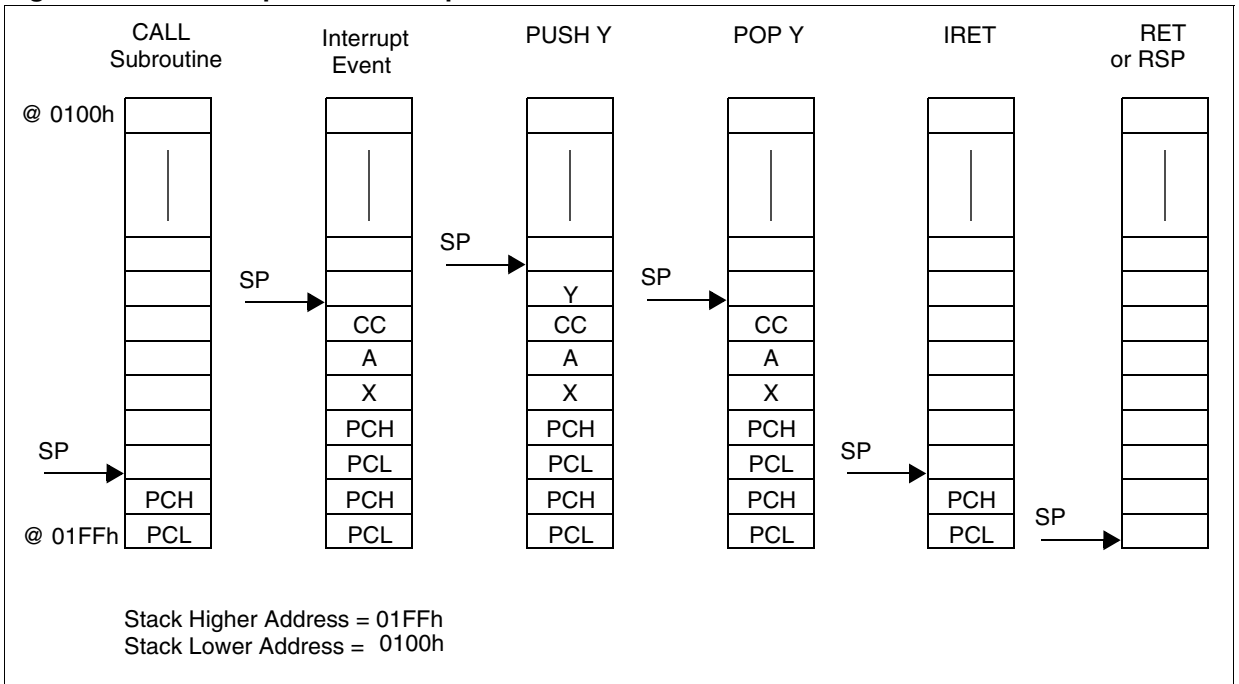 CALL
Subroutine
Interrupt
Event
PUSH Y
POP Y
IRET
RET
or RSP
@ 0100h
SP
PCH
@ 01FFh
PCL
SP
CC
A
X
PCH
PCL
PCH
PCL
SP
Y
CC
A
X
PCH
PCL
PCH
PCL
SP
CC
A
X
PCH
PCL
PCH
PCL
SP
PCH
PCL
SP
Stack Higher Address = 01FFh
Stack Lower Address = 0100h